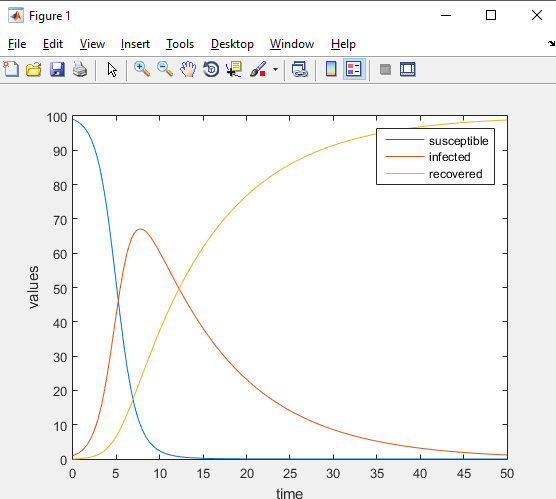 Figure 1
File Edit View Insert Tools Desktop Window Help
100
90
80
70
60
50
40
30
20
10
0
values
susceptible
infected
recovered
0 5 10 15 20 25 30 35 40 45 50
time